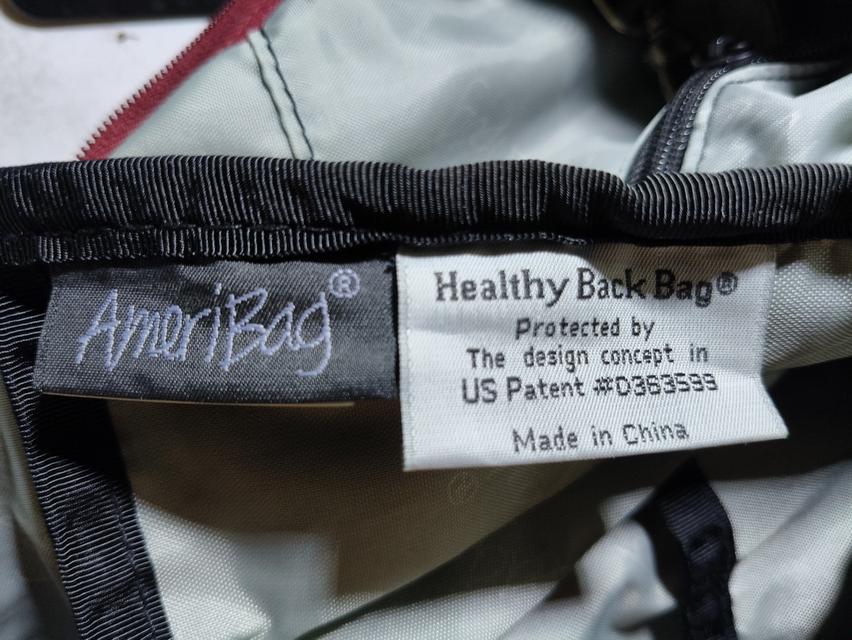 AmeriBag®
Healthy Back Bag®
Protected by
The design concept in
US Patent #D363599
Made in China